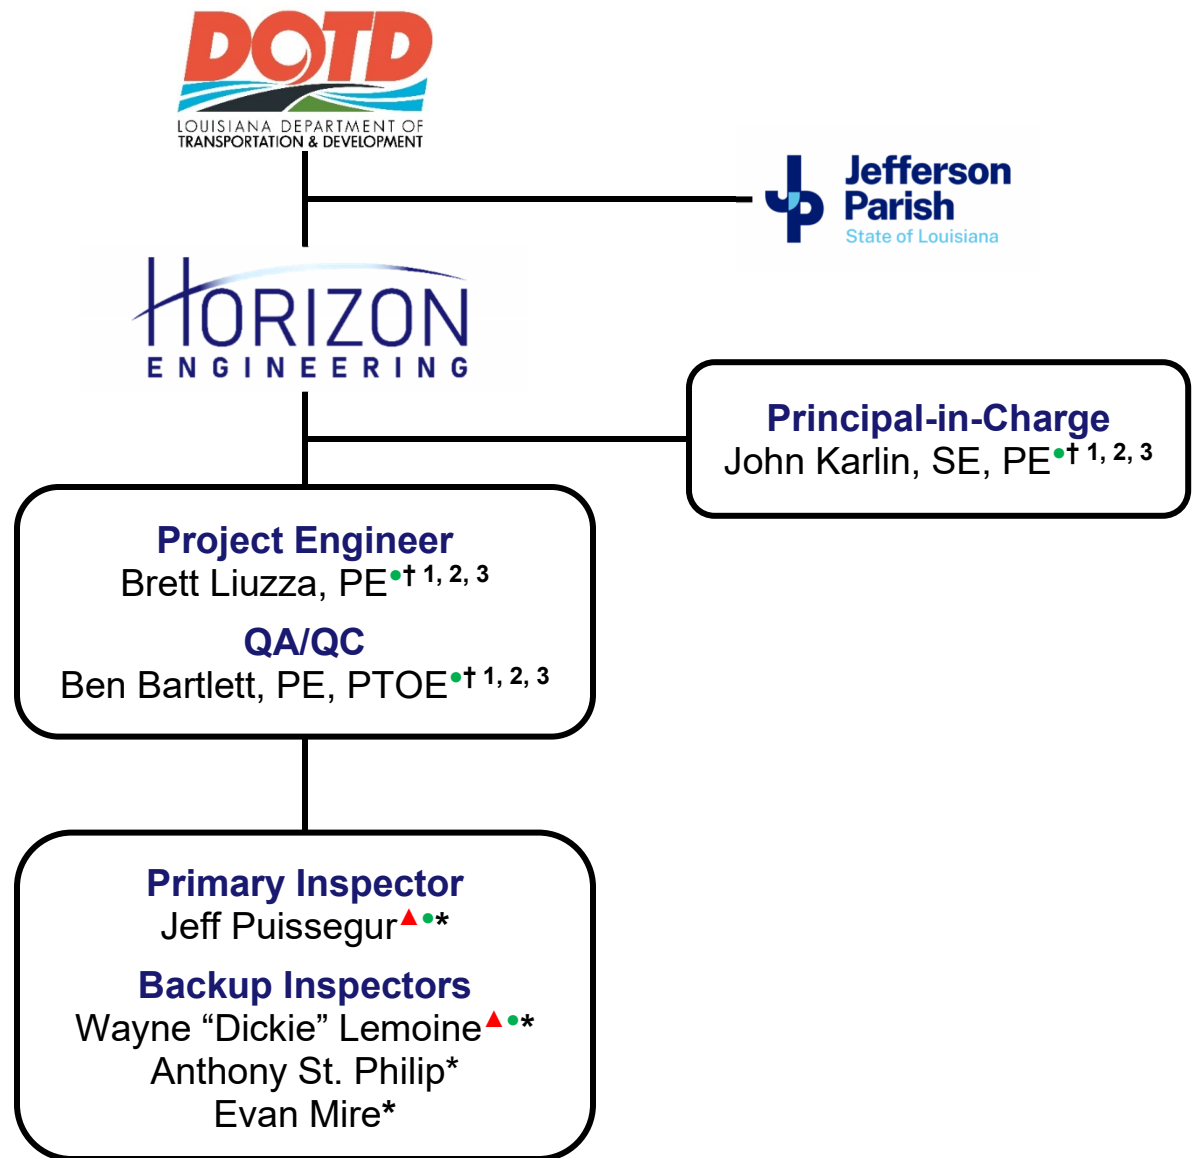 DOTD
LOUISIANA DEPARTMENT OF
TRANSPORTATION & DEVELOPMENT
JP
Jefferson
Parish
State of Louisiana
HORIZON
ENGINEERING
Principal-in-Charge
John Karlin, SE, PE•† 1, 2, 3
Project Engineer
Brett Liuzza, PE•† 1, 2, 3
QA/QC
Ben Bartlett, PE, PTOE•† 1, 2, 3
Primary Inspector
Jeff Puissegur▲•*
Backup Inspectors
Wayne “Dickie” Lemoine▲•*
Anthony St. Philip*
Evan Mire*